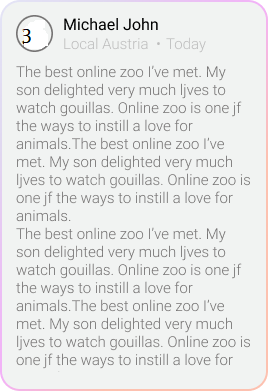 3
Michael John
Local Austria • Today
The best online zoo I've met. My
son delighted very much ljves to
watch gouillas. Online zoo is one jf
the ways to instill a love for
animals.The best online zoo I've
met. My son delighted very much
ljves to watch gouillas. Online zoo is
one jf the ways to instill a love for
animals.
The best online zoo I've met. My
son delighted very much ljves to
watch gouillas. Online zoo is one jf
the ways to instill a love for
animals.The best online zoo I've
met. My son delighted very much
ljves to watch gouillas. Online zoo is
one jf the ways to instill a love for